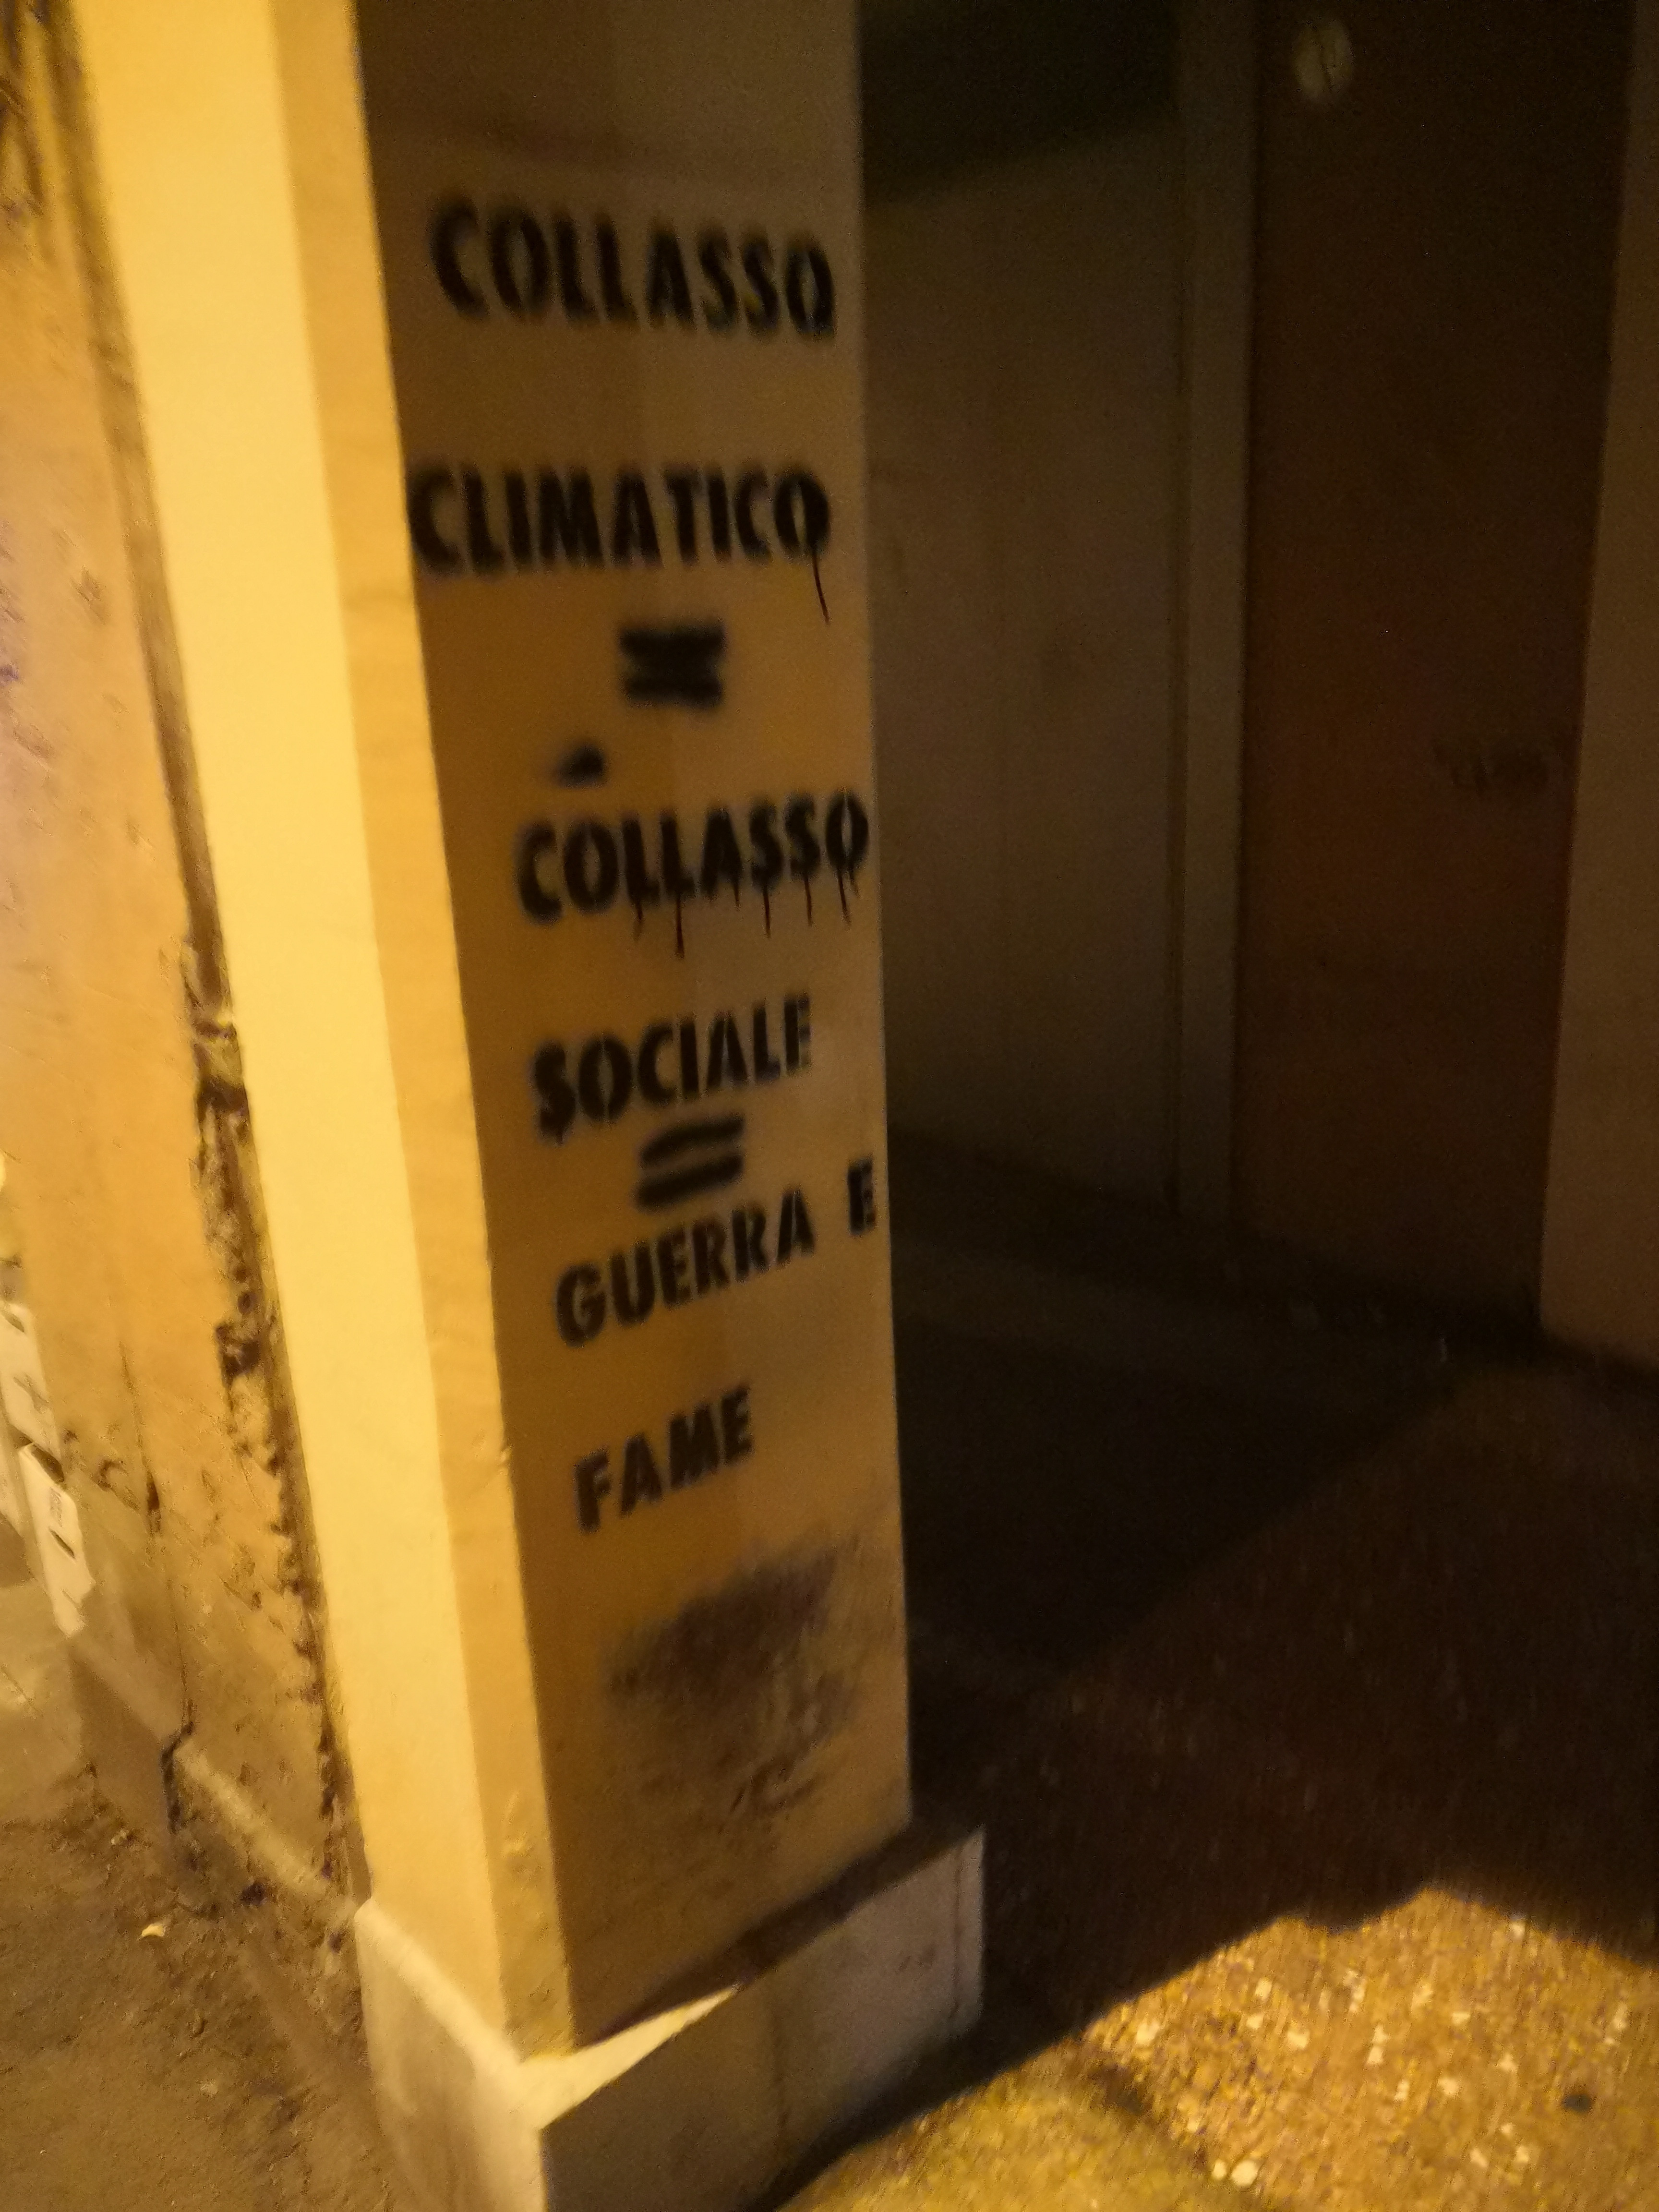 COLLASSO
CLIMATICO
=
COLLASSO
SOCIALE
=
GUERRA E
FAME